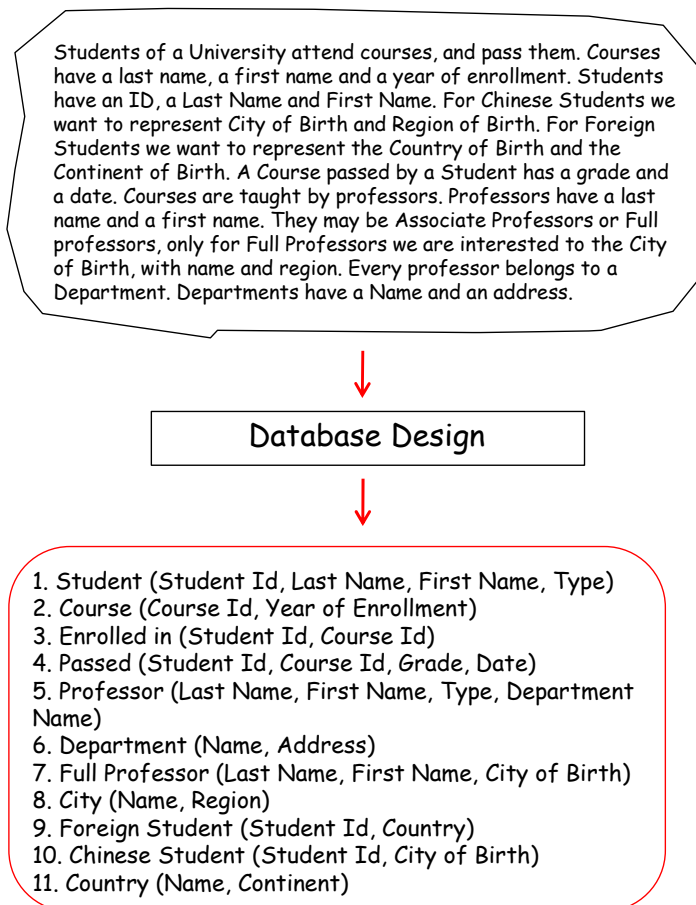 Students of a University attend courses, and pass them. Courses
have a last name, a first name and a year of enrollment. Students
have an ID, a Last Name and First Name. For Chinese Students we
want to represent City of Birth and Region of Birth. For Foreign
Students we want to represent the Country of Birth and the
Continent of Birth. A Course passed by a Student has a grade and
a date. Courses are taught by professors. Professors have a last
name and a first name. They may be Associate Professors or Full
professors, only for Full Professors we are interested to the City
of Birth, with name and region. Every professor belongs to a
Department. Departments have a Name and an address.
Database Design
1. Student (Student Id, Last Name, First Name, Type)
2. Course (Course Id, Year of Enrollment)
3. Enrolled in (Student Id, Course Id)
4. Passed (Student Id, Course Id, Grade, Date)
5. Professor (Last Name, First Name, Type, Department
Name)
6. Department (Name, Address)
7. Full Professor (Last Name, First Name, City of Birth)
8. City (Name, Region)
9. Foreign Student (Student Id, Country)
10. Chinese Student (Student Id, City of Birth)
11. Country (Name, Continent)